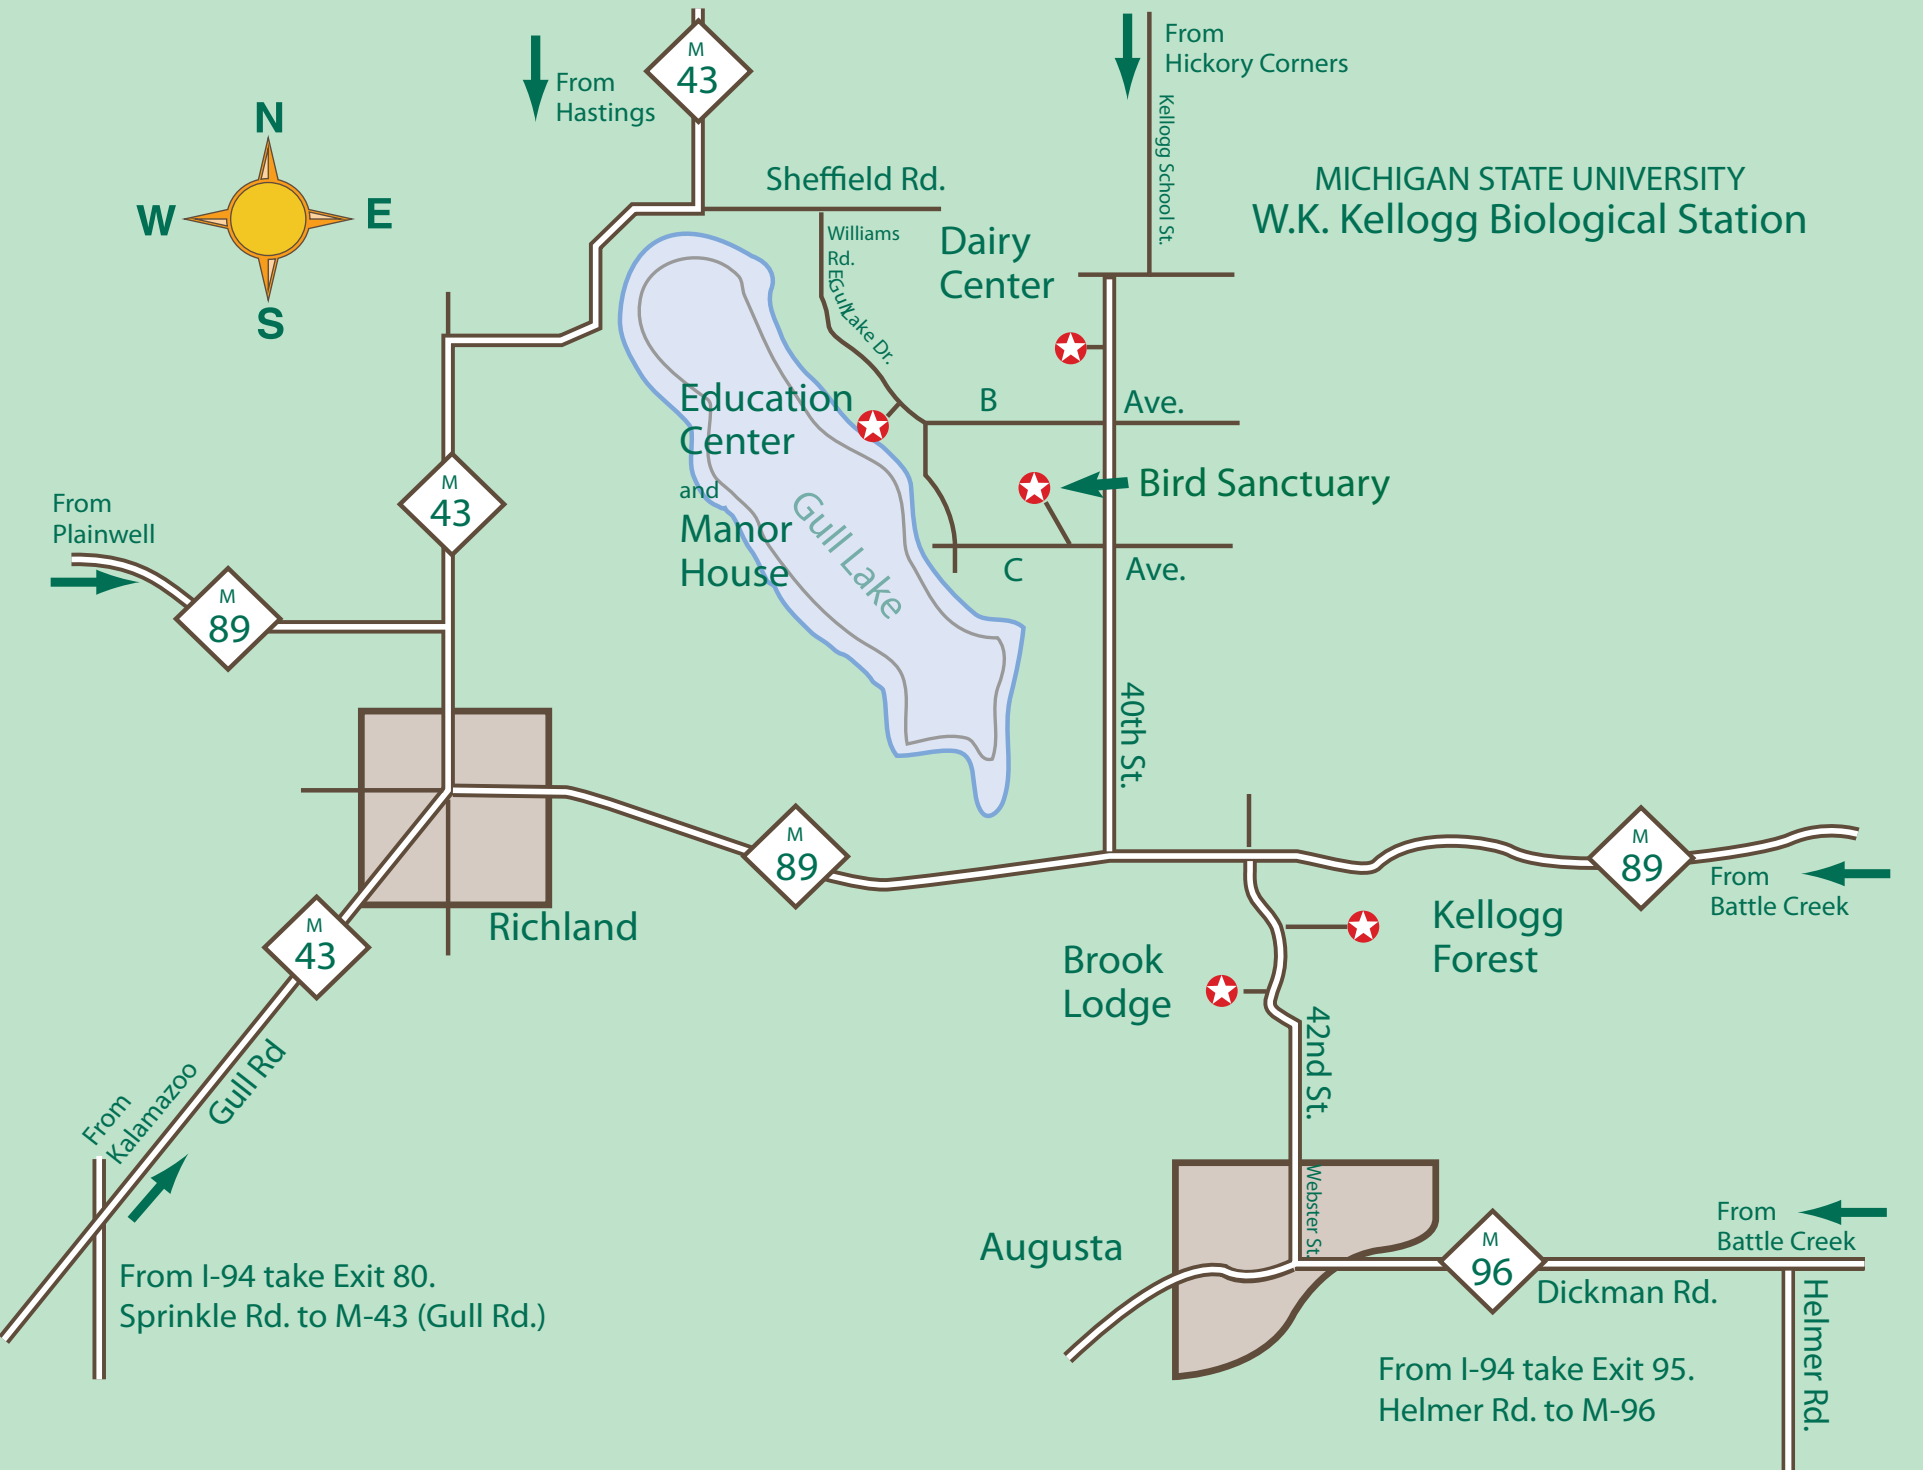 M
43
From
Hastings
From
Hickory Corners
Kellogg School St.
N
W
E
S
MICHIGAN STATE UNIVERSITY
W.K. Kellogg Biological Station
Sheffield Rd.
Williams
Rd.
E Gull Lake Dr.
Dairy
Center
B
Ave.
Education
Center
and
Manor
House
Gull Lake
Bird Sanctuary
C
Ave.
M
43
From
Plainwell
M
89
40th St.
M
89
M
89
From
Battle Creek
Richland
M
43
Kellogg
Forest
Brook
Lodge
42nd St.
From
Kalamazoo
Gull Rd
Webster St.
Augusta
From
Battle Creek
M
96
Dickman Rd.
Helmer Rd.
From I-94 take Exit 80.
Sprinkle Rd. to M-43 (Gull Rd.)
From I-94 take Exit 95.
Helmer Rd. to M-96